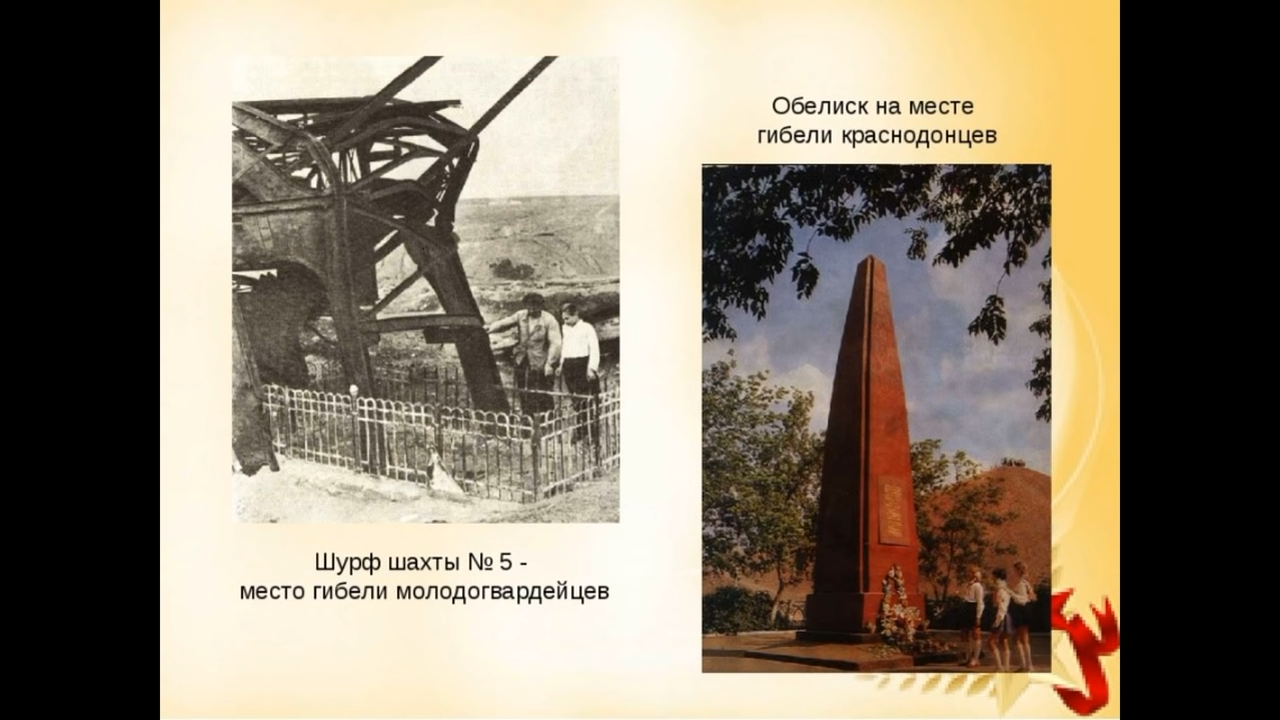 Обелиск на месте
гибели краснодонцев
Шурф шахты № 5 -
место гибели молодогвардейцев